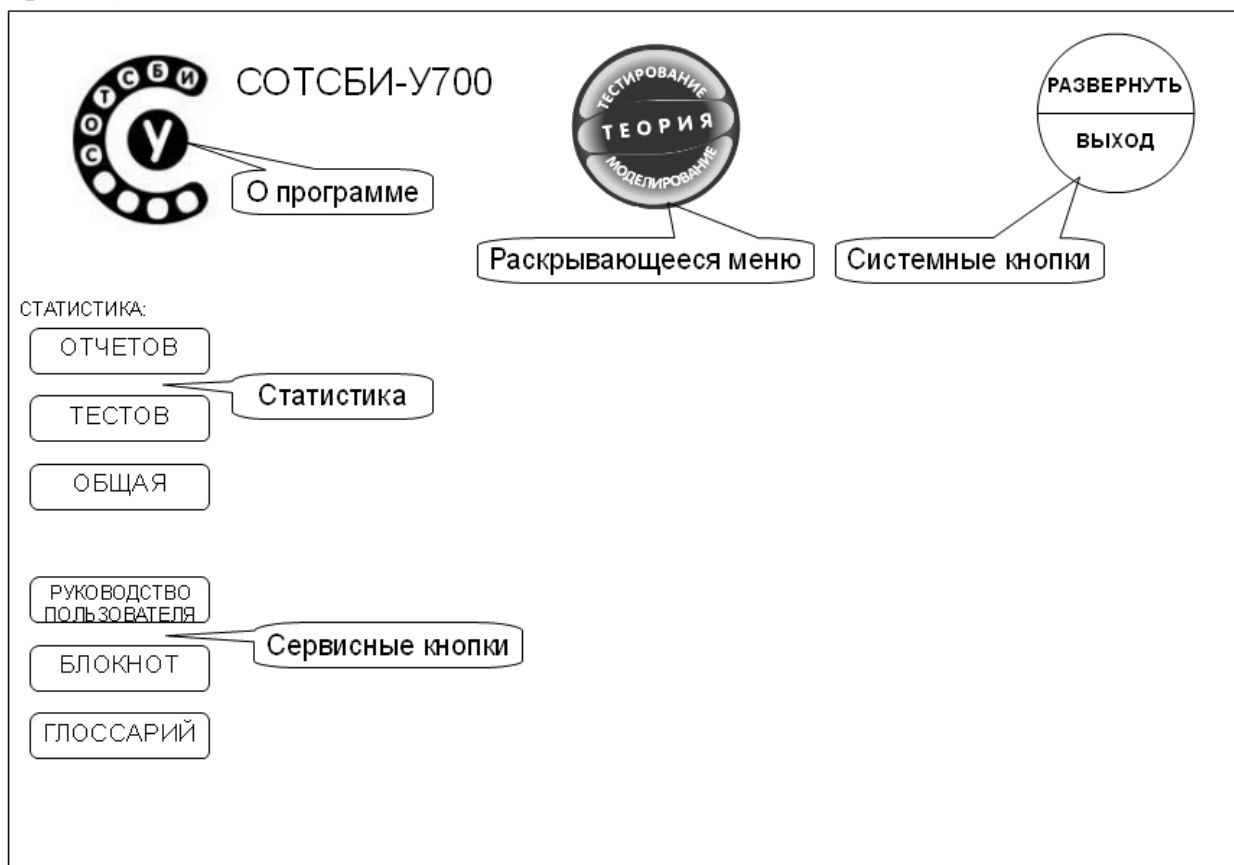 СОТСБИ
У
СОТСБИ-У700
ТЕСТИРОВАНИЕ
ТЕОРИЯ
МОДЕЛИРОВАНИЕ
РАЗВЕРНУТЬ
ВЫХОД
О программе
Раскрывающееся меню
Системные кнопки
СТАТИСТИКА:
ОТЧЕТОВ
Статистика
ТЕСТОВ
ОБЩАЯ
РУКОВОДСТВО
ПОЛЬЗОВАТЕЛЯ
Сервисные кнопки
БЛОКНОТ
ГЛОССАРИЙ